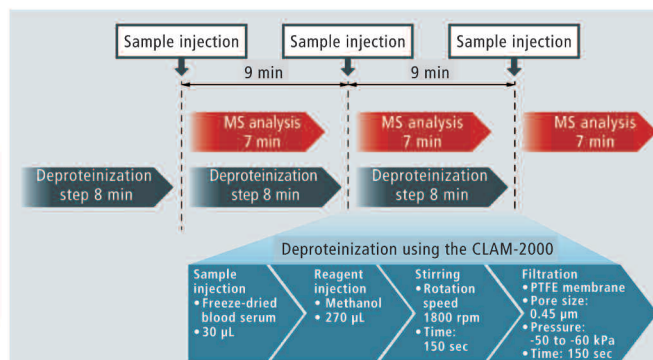 Sample injection
Sample injection
Sample injection
9 min
9 min
MS analysis
7 min
MS analysis
7 min
MS analysis
7 min
Deproteinization
step 8 min
Deproteinization
step 8 min
Deproteinization
step 8 min
Deproteinization using the CLAM-2000
Sample
injection
• Freeze-dried
blood serum
• 30 µL
Reagent
injection
• Methanol
• 270 µL
Stirring
• Rotation
speed
1800 rpm
• Time:
150 sec
Filtration
• PTFE membrane
• Pore size:
0.45 µm
• Pressure:
-50 to -60 kPa
• Time: 150 sec